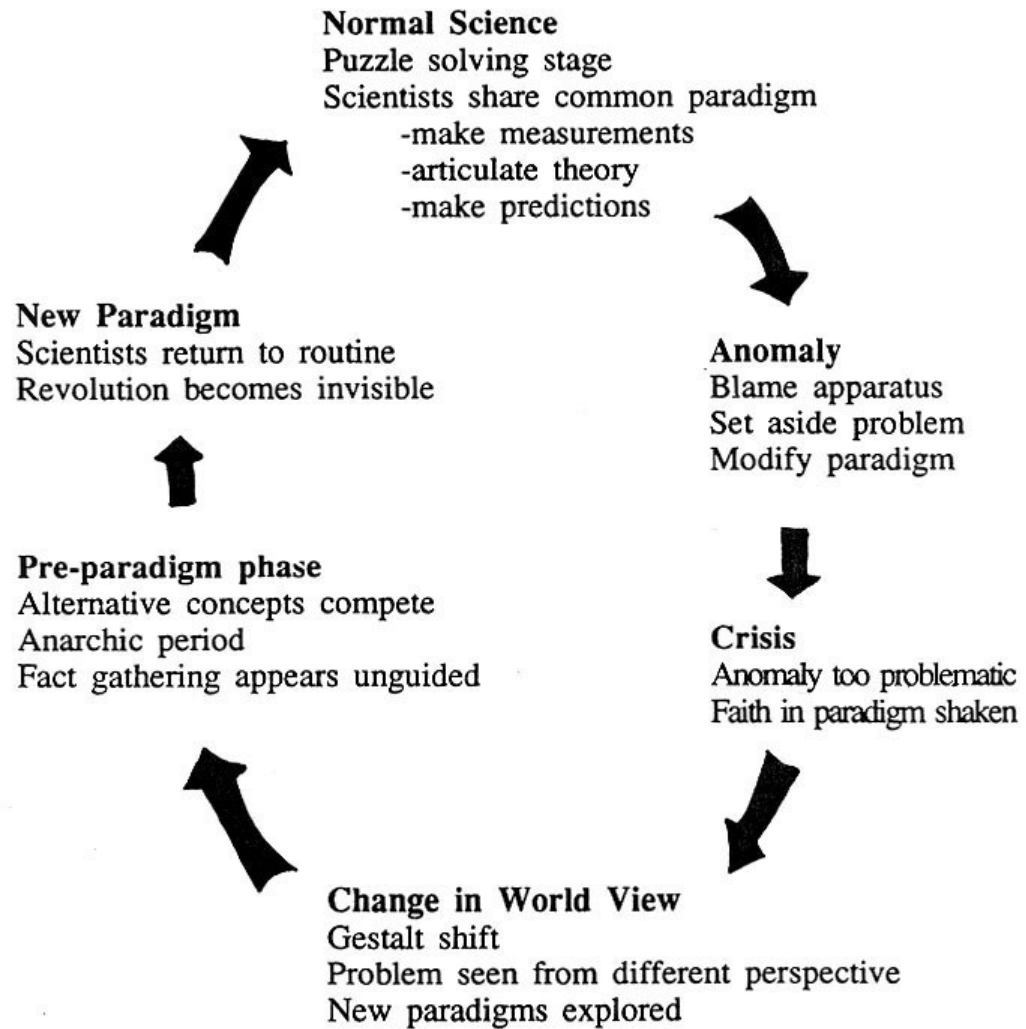 Normal Science
Puzzle solving stage
Scientists share common paradigm
-make measurements
-articulate theory
-make predictions
Anomaly
Blame apparatus
Set aside problem
Modify paradigm
Crisis
Anomaly too problematic
Faith in paradigm shaken
Change in World View
Gestalt shift
Problem seen from different perspective
New paradigms explored
Pre-paradigm phase
Alternative concepts compete
Anarchic period
Fact gathering appears unguided
New Paradigm
Scientists return to routine
Revolution becomes invisible